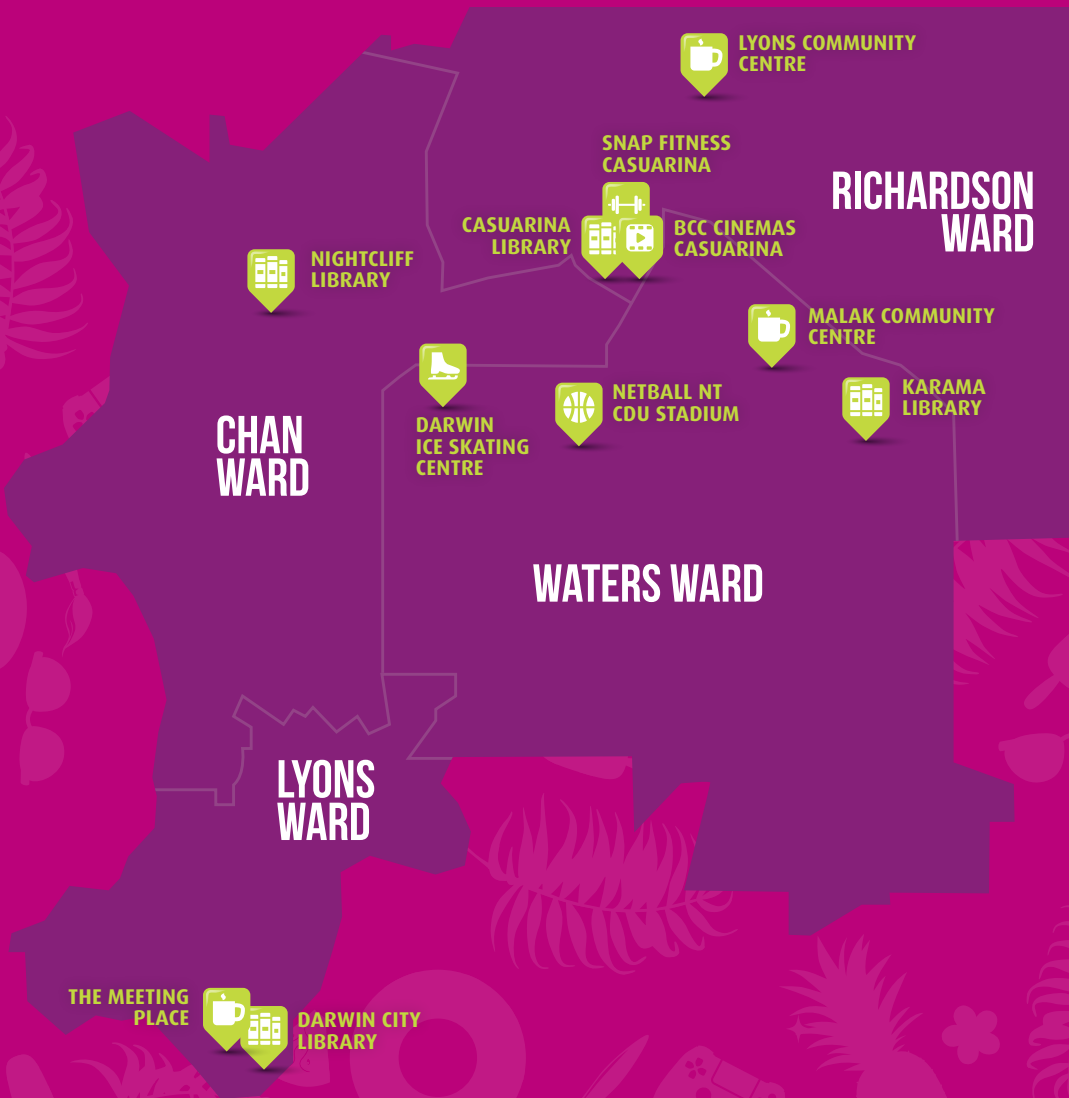 LYONS COMMUNITY
CENTRE
SNAP FITNESS
CASUARINA
RICHARDSON
WARD
CASUARINA
LIBRARY
BCC CINEMAS
CASUARINA
NIGHTCLIFF
LIBRARY
MALAK COMMUNITY
CENTRE
KARAMA
LIBRARY
NETBALL NT
CDU STADIUM
DARWIN
ICE SKATING
CENTRE
CHAN
WARD
WATERS WARD
LYONS
WARD
THE MEETING
PLACE
DARWIN CITY
LIBRARY